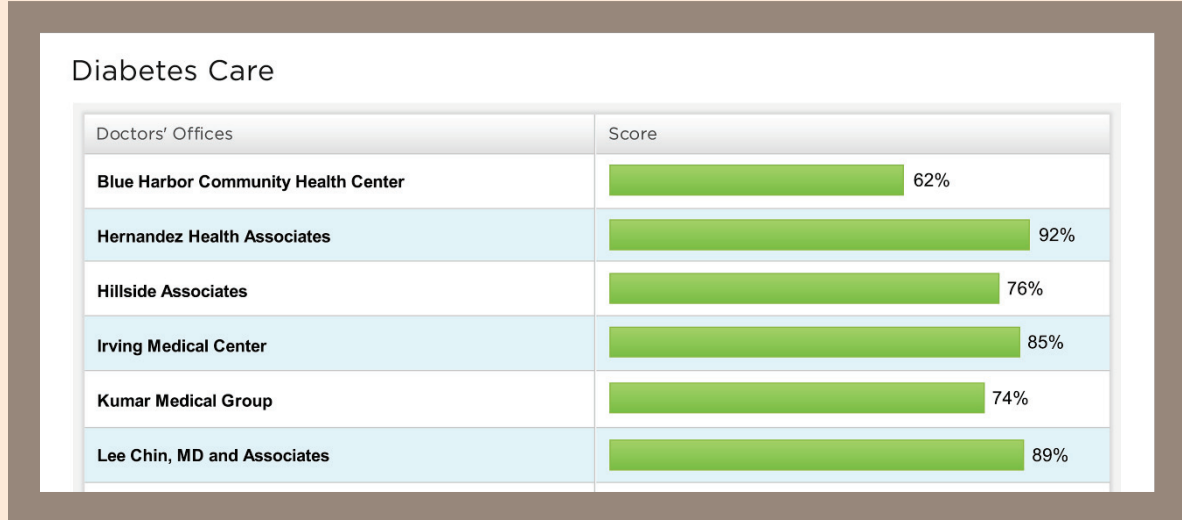 Diabetes Care
Doctors' Offices Score
Blue Harbor Community Health Center 62%
Hernandez Health Associates 92%
Hillside Associates 76%
Irving Medical Center 85%
Kumar Medical Group 74%
Lee Chin, MD and Associates 89%